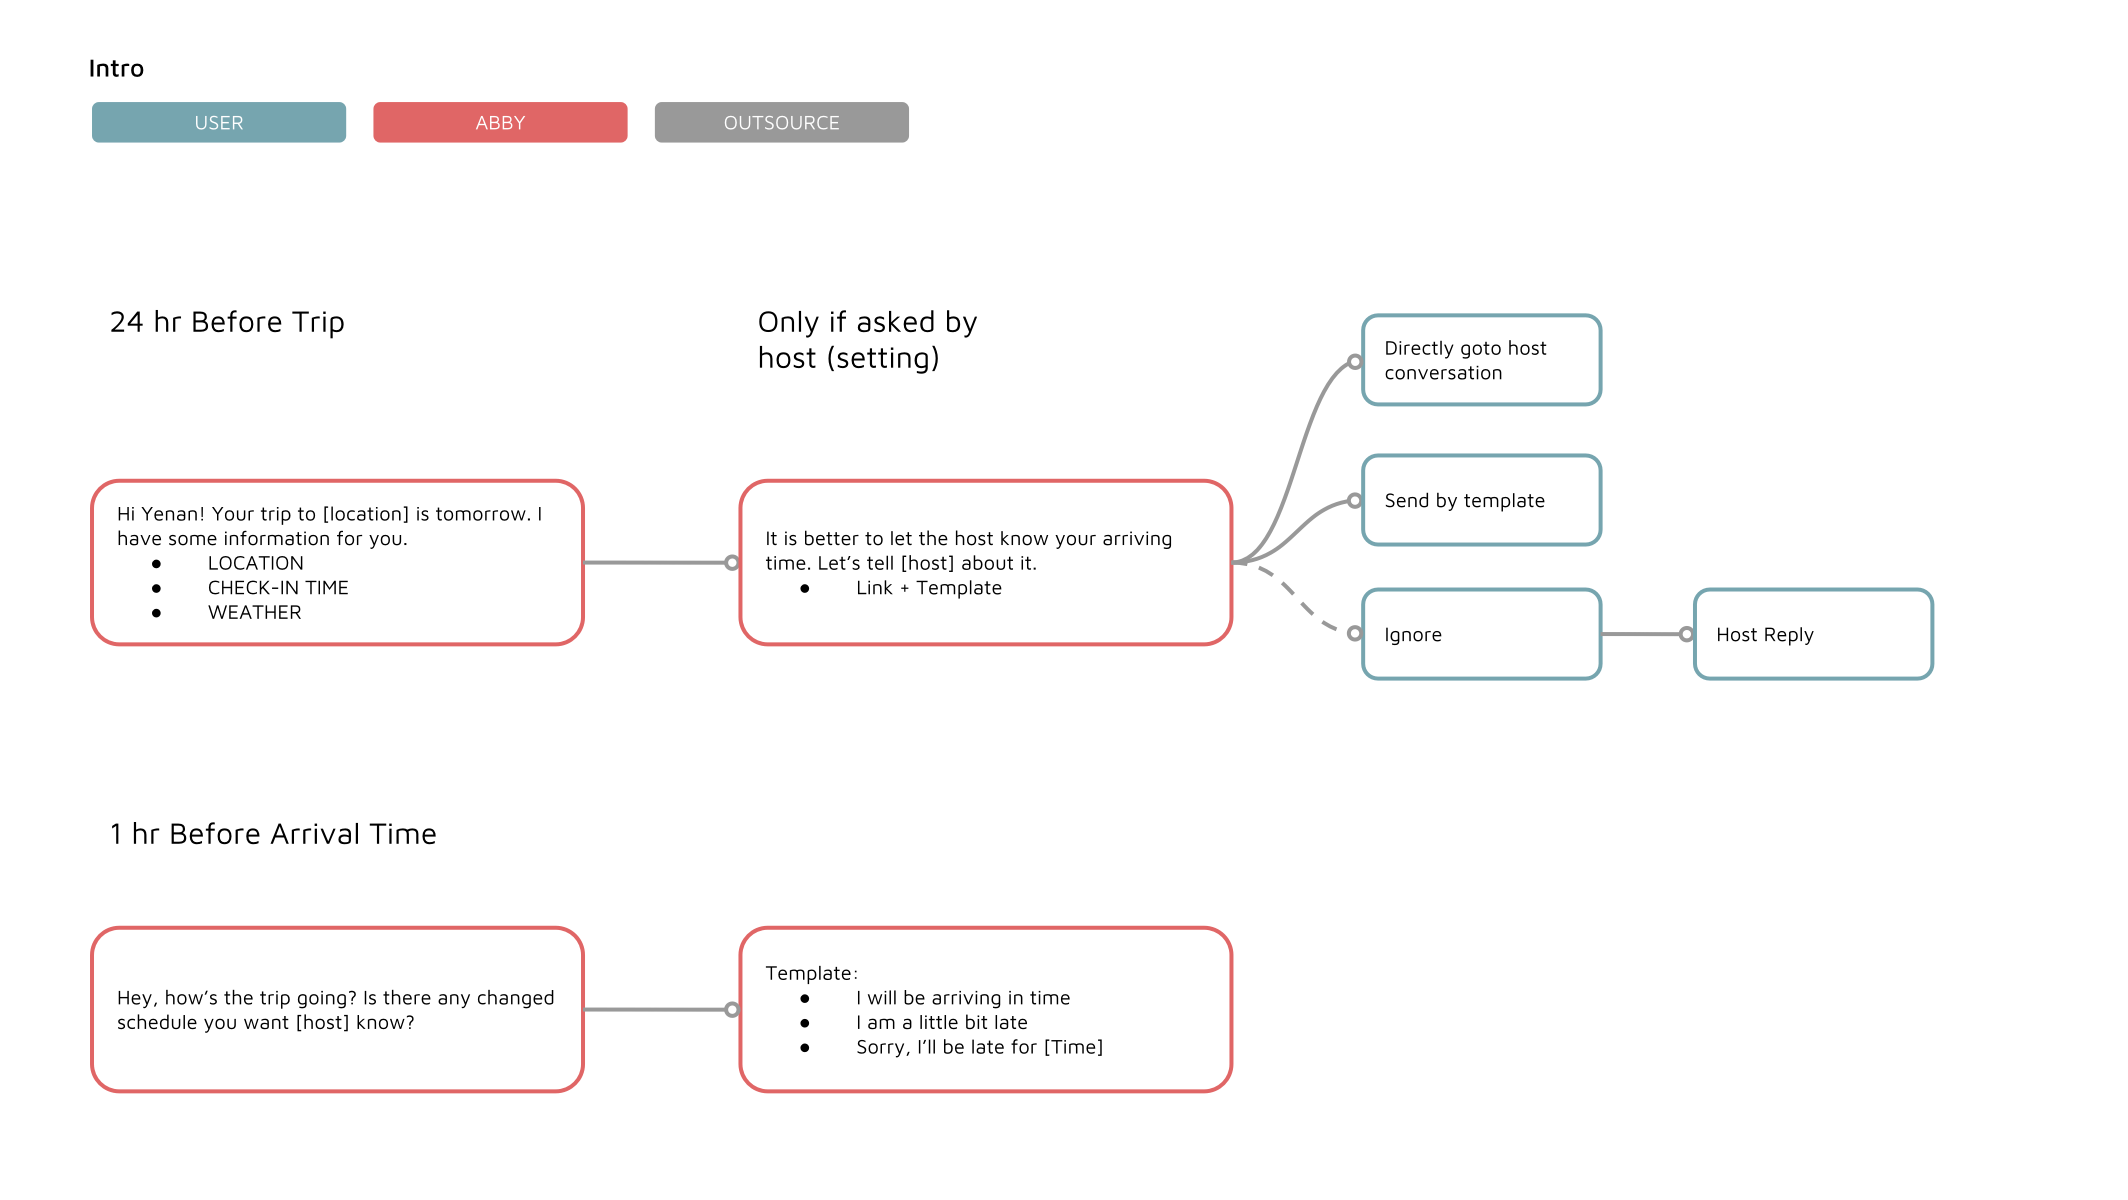 Intro
USER
ABBY
OUTSOURCE
24 hr Before Trip
Only if asked by
host (setting)
Directly goto host
conversation
Send by template
Hi Yenan! Your trip to [location] is tomorrow. I
have some information for you.
● LOCATION
● CHECK-IN TIME
● WEATHER
It is better to let the host know your arriving
time. Let’s tell [host] about it.
● Link + Template
Ignore
Host Reply
1 hr Before Arrival Time
Hey, how’s the trip going? Is there any changed
schedule you want [host] know?
Template:
● I will be arriving in time
● I am a little bit late
● Sorry, I’ll be late for [Time]